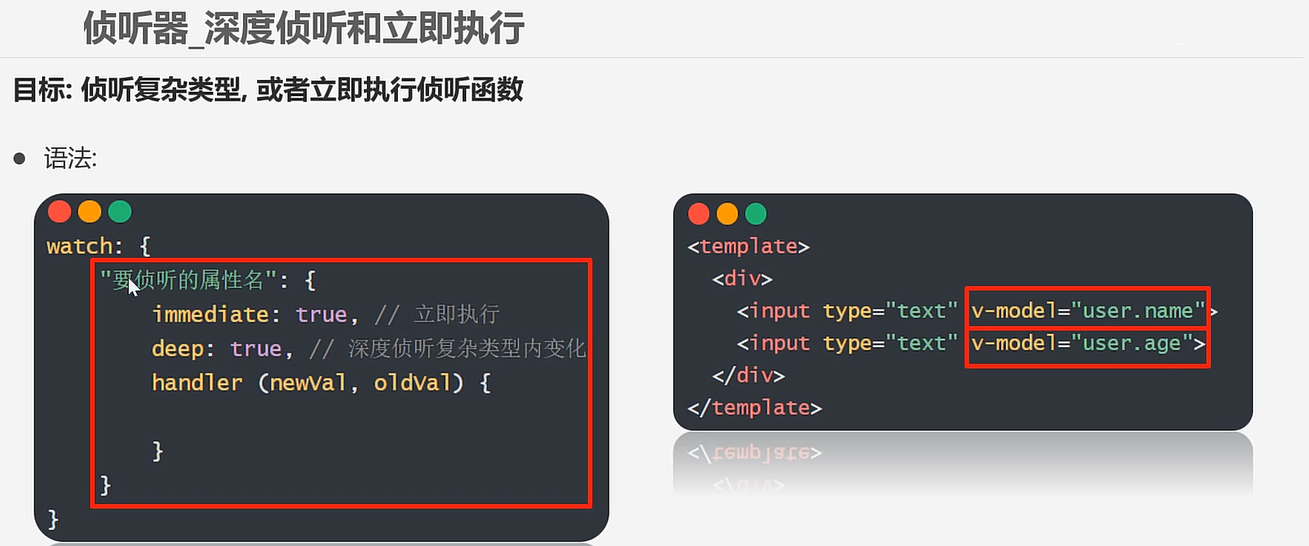 侦听器_深度侦听和立即执行
目标: 侦听复杂类型, 或者立即执行侦听函数
语法:
watch: {
"要侦听的属性名": {
immediate: true, // 立即执行
deep: true, // 深度侦听复杂类型内变化
handler (newVal, oldVal) {
}
}
}
<template>
<div>
<input type="text" v-model="user.name">
<input type="text" v-model="user.age">
</div>
</template>